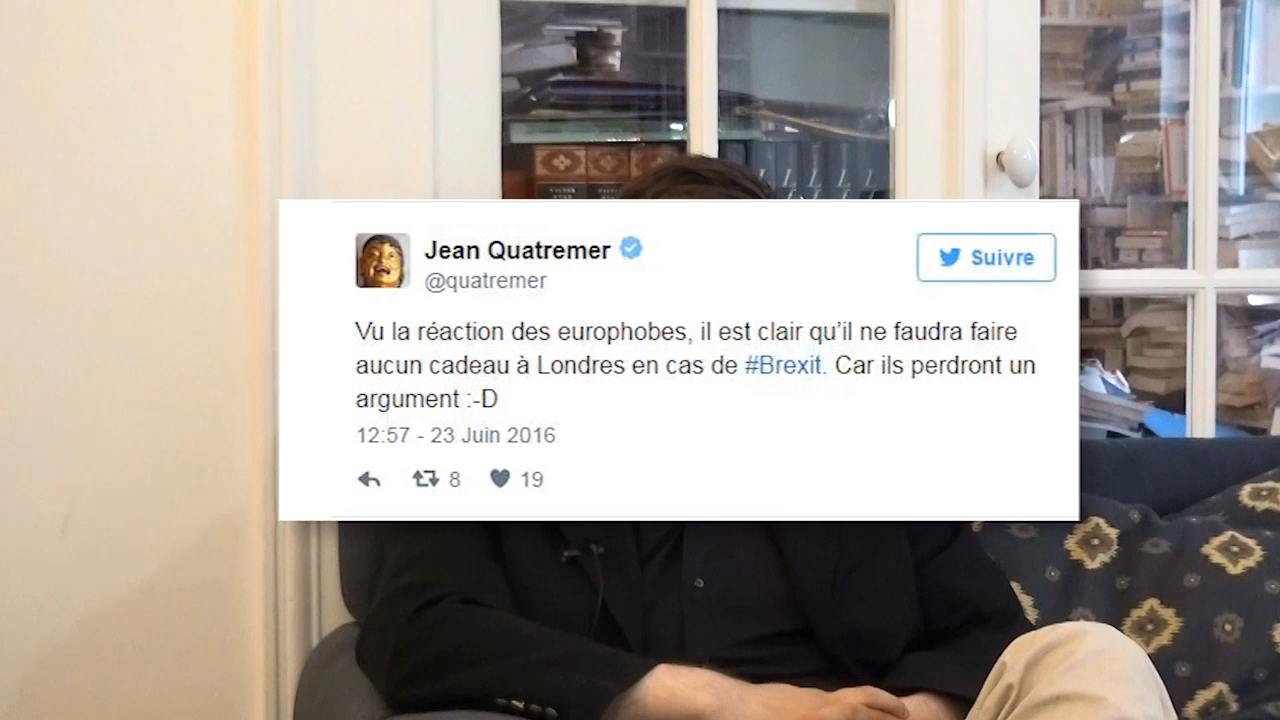 Jean Quatremer
@quatremer
Suivre
Vu la réaction des europhobes, il est clair qu'il ne faudra faire
aucun cadeau à Londres en cas de #Brexit. Car ils perdront un
argument :-D
12:57 - 23 Juin 2016
8 19